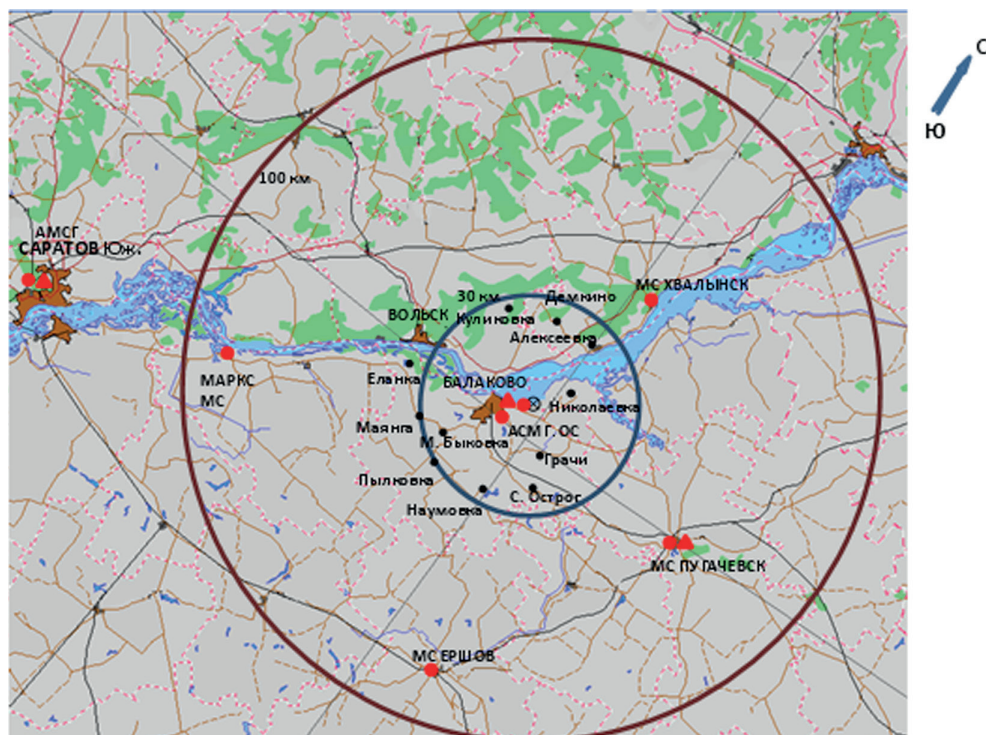 С
Ю
100 км
АМСГ
САРАТОВ Юж.
МС ХВАЛЫНСК
30 км
Демкино
Куликовка
ВОЛЬСК
Алексеевка
Еланка
БАЛАКОВО
МАРКС
МС
Николаевка
Маянга
АСМ Г. ОС
М. Быковка
Грачи
Пылковка
С. Острог
Наумовка
МС ПУГАЧЕВСК
МС ЕРШОВ